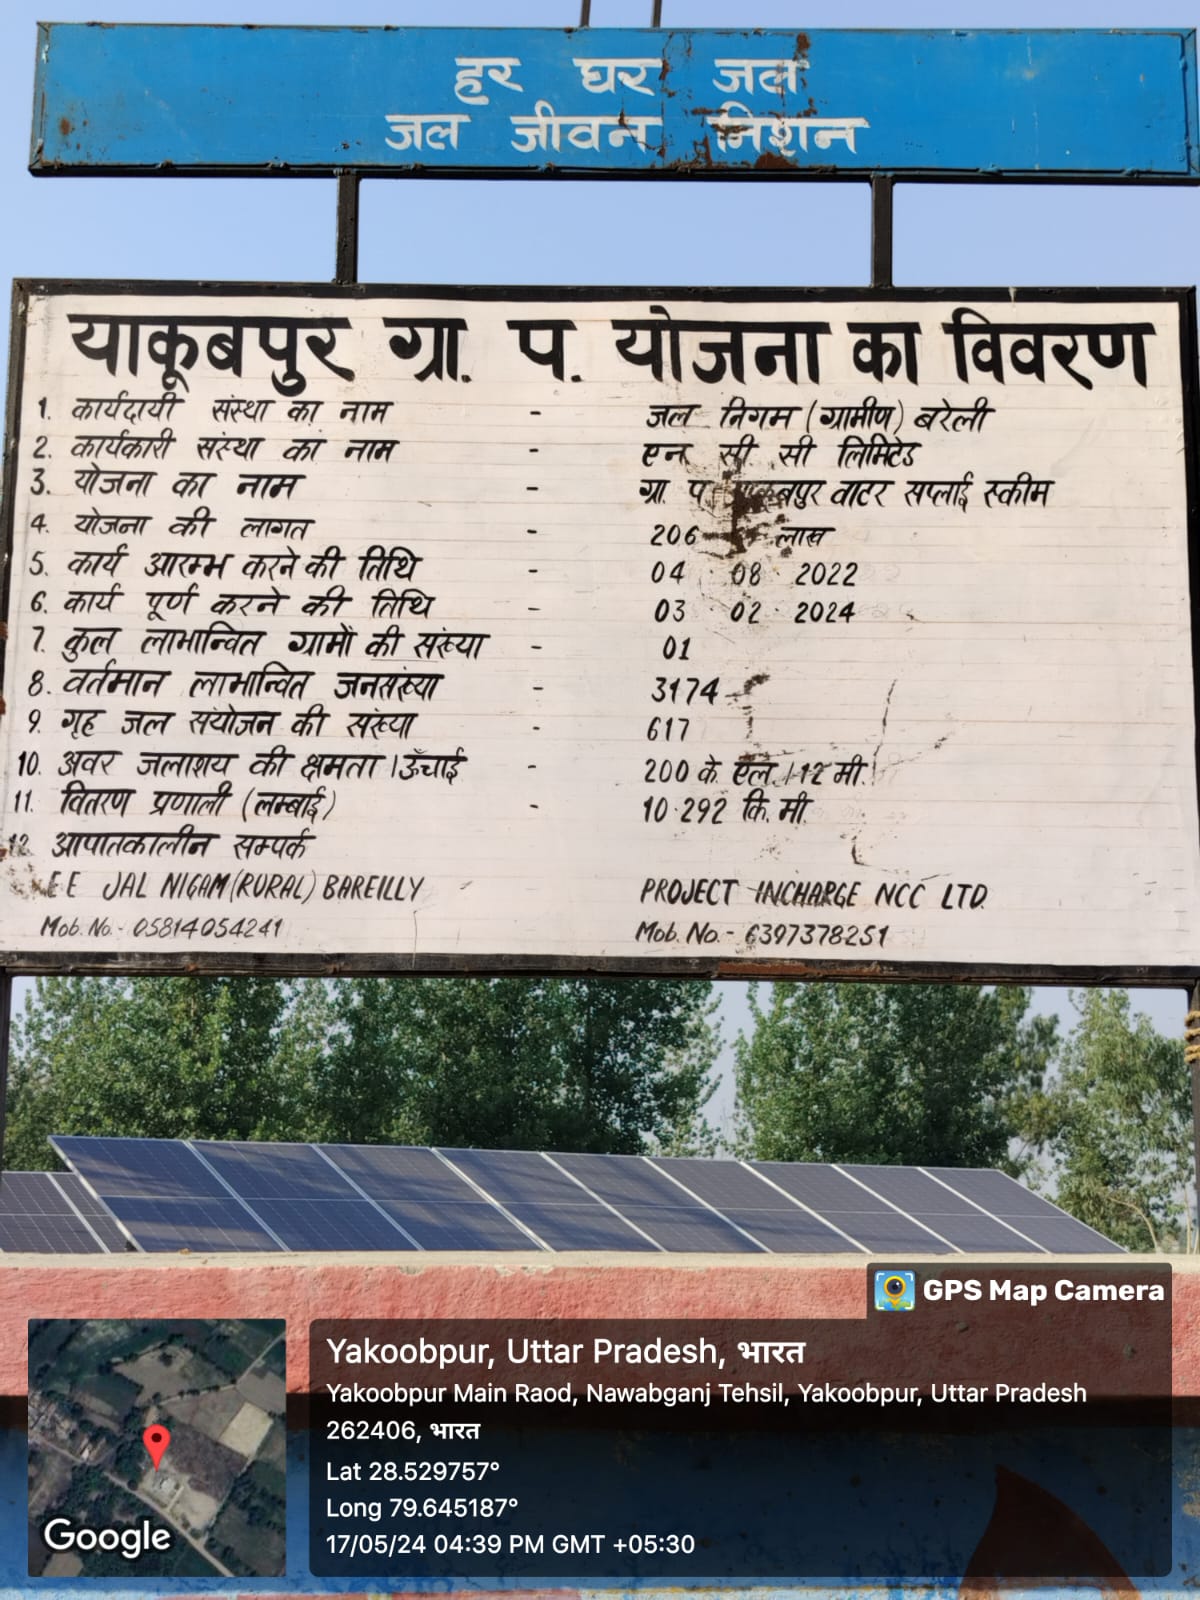 हर घर जल
जल जीवन मिशन
याकूबपुर ग्रा. प. योजना का विवरण
1. कार्यदायी संस्था का नाम - जल निगम (ग्रामीण) बरेली
2. कार्यकारी संस्था का नाम - एन सी सी लिमिटेड
3. योजना का नाम - ग्रा प याकूबपुर वाटर सप्लाई स्कीम
4. योजना की लागत - 206 लाख
5. कार्य आरम्भ करने की तिथि - 04 08 2022
6. कार्य पूर्ण करने की तिथि - 03 02 2024
7. कुल लाभान्वित ग्रामों की संख्या - 01
8. वर्तमान लाभान्वित जनसंख्या - 3174
9. गृह जल संयोजन की संख्या - 617
10. अवर जलाशय की क्षमता / ऊँचाई - 200 के. एल. / 12 मी.
11. वितरण प्रणाली (लम्बाई) - 10.292 कि. मी.
12. आपातकालीन सम्पर्क
EE JAL NIGAM (RURAL) BAREILLY PROJECT INCHARGE NCC LTD.
Mob. No. - 05814054241 Mob. No. - 6397378251
GPS Map Camera
Yakoobpur, Uttar Pradesh, भारत
Yakoobpur Main Raod, Nawabganj Tehsil, Yakoobpur, Uttar Pradesh
262406, भारत
Lat 28.529757°
Long 79.645187°
17/05/24 04:39 PM GMT +05:30
Google